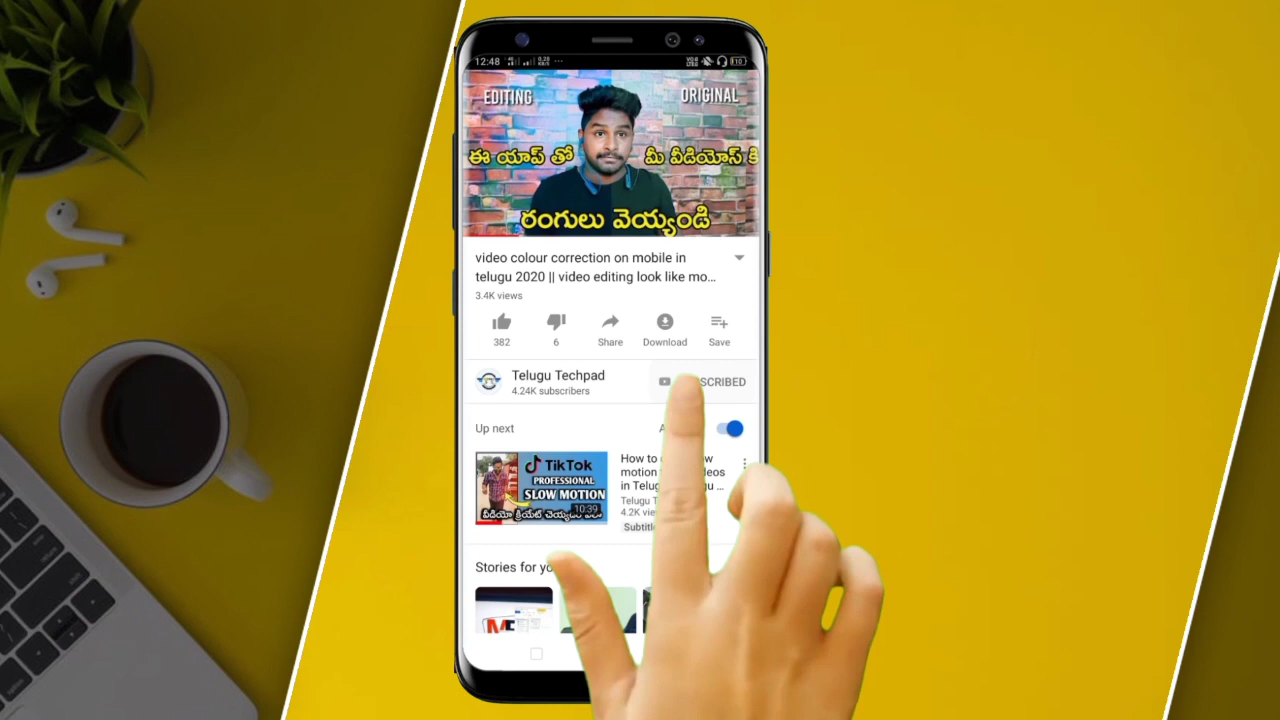 12:48
EDITING
ORIGINAL
ఈ యాప్ తో
మీ వీడియోస్ కి
రంగులు వెయ్యండి
video colour correction on mobile in
telugu 2020 || video editing look like mo...
3.4K views
382
6
Share
Download
Save
Telugu Techpad
4.24K subscribers
SCRIBED
Up next
TikTok
PROFESSIONAL
SLOW MOTION
10:39
How to
motion
in Telug
4.2K
Stories for yo